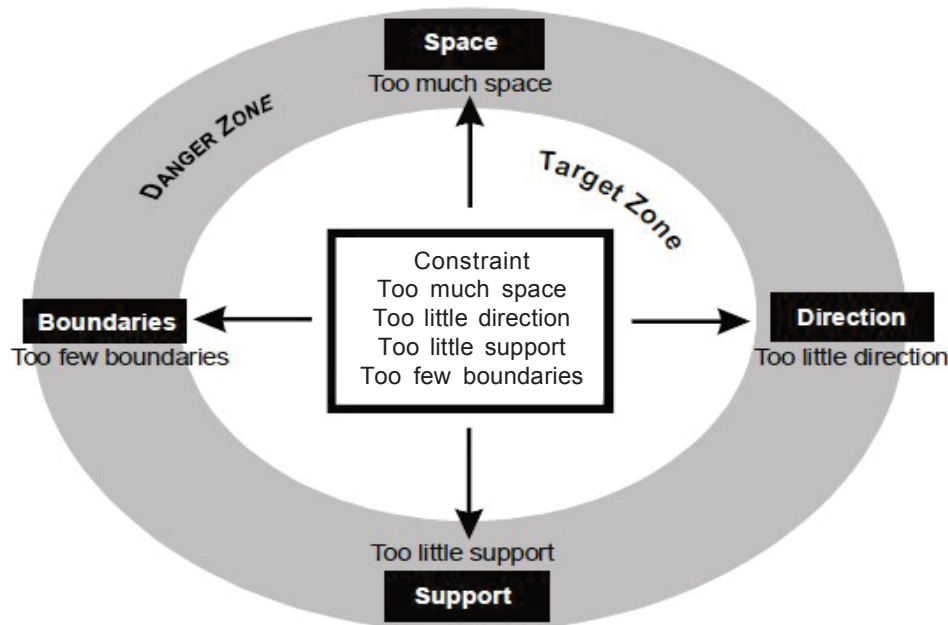 Space
Too much space
DANGER ZONE
Target Zone
Constraint
Too much space
Too little direction
Too little support
Too few boundaries
Boundaries
Too few boundaries
Direction
Too little direction
Too little support
Support